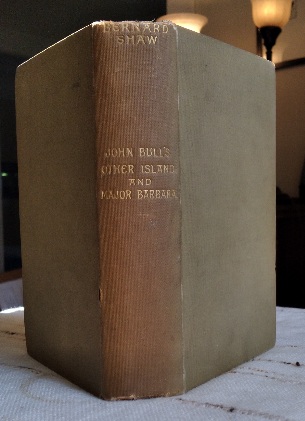 BERNARD
SHAW
JOHN BULL'S
OTHER ISLAND
AND
MAJOR BARBARA